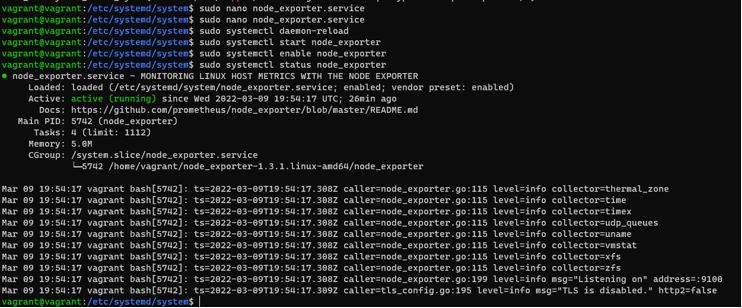 vagrant@vagrant:/etc/systemd/system$ sudo nano node_exporter.service
vagrant@vagrant:/etc/systemd/system$ sudo nano node_exporter.service
vagrant@vagrant:/etc/systemd/system$ sudo systemctl daemon-reload
vagrant@vagrant:/etc/systemd/system$ sudo systemctl start node_exporter
vagrant@vagrant:/etc/systemd/system$ sudo systemctl enable node_exporter
vagrant@vagrant:/etc/systemd/system$ sudo systemctl status node_exporter
● node_exporter.service - MONITORING LINUX HOST METRICS WITH THE NODE EXPORTER
Loaded: loaded (/etc/systemd/system/node_exporter.service; enabled; vendor preset: enabled)
Active: active (running) since Wed 2022-03-09 19:54:17 UTC; 26min ago
Docs: https://github.com/prometheus/node_exporter/blob/master/README.md
Main PID: 5742 (node_exporter)
Tasks: 4 (limit: 1112)
Memory: 5.0M
CGroup: /system.slice/node_exporter.service
└─5742 /home/vagrant/node_exporter-1.3.1.linux-amd64/node_exporter
Mar 09 19:54:17 vagrant bash[5742]: ts=2022-03-09T19:54:17.308Z caller=node_exporter.go:115 level=info collector=thermal_zone
Mar 09 19:54:17 vagrant bash[5742]: ts=2022-03-09T19:54:17.308Z caller=node_exporter.go:115 level=info collector=time
Mar 09 19:54:17 vagrant bash[5742]: ts=2022-03-09T19:54:17.308Z caller=node_exporter.go:115 level=info collector=timex
Mar 09 19:54:17 vagrant bash[5742]: ts=2022-03-09T19:54:17.308Z caller=node_exporter.go:115 level=info collector=udp_queues
Mar 09 19:54:17 vagrant bash[5742]: ts=2022-03-09T19:54:17.308Z caller=node_exporter.go:115 level=info collector=uname
Mar 09 19:54:17 vagrant bash[5742]: ts=2022-03-09T19:54:17.308Z caller=node_exporter.go:115 level=info collector=vmstat
Mar 09 19:54:17 vagrant bash[5742]: ts=2022-03-09T19:54:17.308Z caller=node_exporter.go:115 level=info collector=xfs
Mar 09 19:54:17 vagrant bash[5742]: ts=2022-03-09T19:54:17.308Z caller=node_exporter.go:115 level=info collector=zfs
Mar 09 19:54:17 vagrant bash[5742]: ts=2022-03-09T19:54:17.308Z caller=node_exporter.go:199 level=info msg="Listening on" address=:9100
Mar 09 19:54:17 vagrant bash[5742]: ts=2022-03-09T19:54:17.309Z caller=tls_config.go:195 level=info msg="TLS is disabled." http2=false
vagrant@vagrant:/etc/systemd/system$